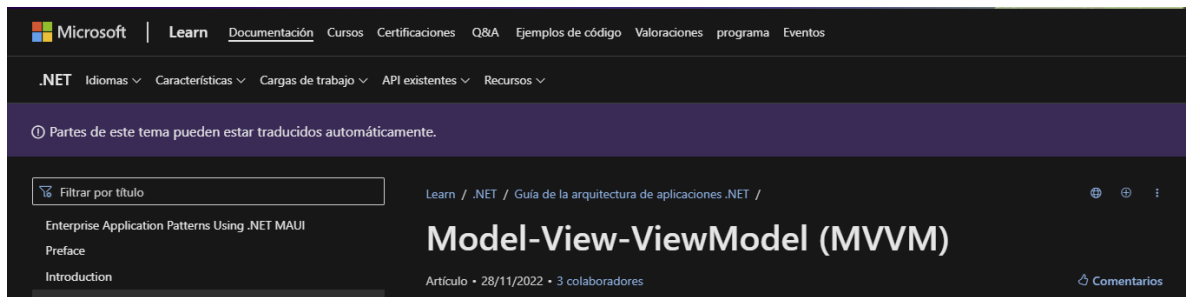 Microsoft Learn Documentación Cursos Certificaciones Q&A Ejemplos de código Valoraciones programa Eventos
.NET Idiomas Características Cargas de trabajo API existentes Recursos
Partes de este tema pueden estar traducidos automáticamente.
Filtrar por título
Enterprise Application Patterns Using .NET MAUI
Preface
Introduction
Learn / .NET / Guía de la arquitectura de aplicaciones .NET /
Model-View-ViewModel (MVVM)
Artículo • 28/11/2022 • 3 colaboradores
Comentarios